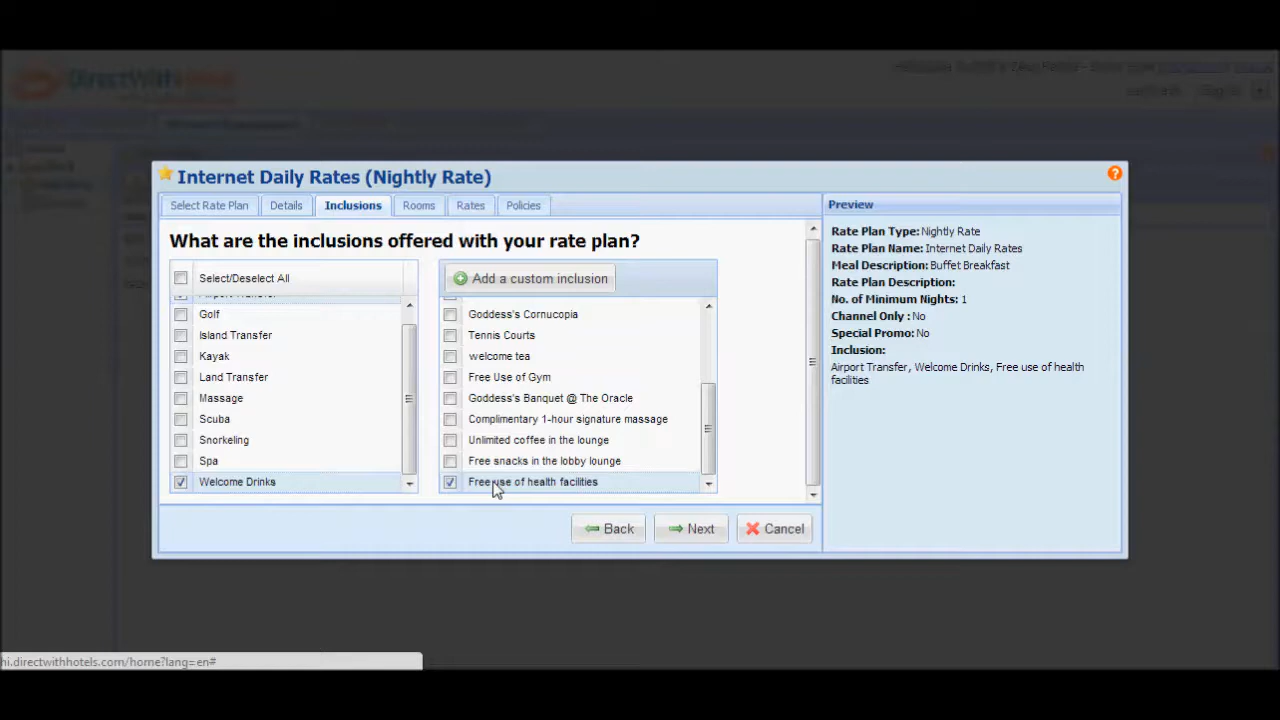 Internet Daily Rates (Nightly Rate)
Select Rate Plan
Details
Inclusions
Rooms
Rates
Policies
What are the inclusions offered with your rate plan?
Select/Deselect All
Airport Transfer
Golf
Island Transfer
Kayak
Land Transfer
Massage
Scuba
Snorkeling
Spa
Welcome Drinks
Add a custom inclusion
Goddess's Cornucopia
Tennis Courts
welcome tea
Free Use of Gym
Goddess's Banquet @ The Oracle
Complimentary 1-hour signature massage
Unlimited coffee in the lounge
Free snacks in the lobby lounge
Free use of health facilities
Back
Next
Cancel
Preview
Rate Plan Type: Nightly Rate
Rate Plan Name: Internet Daily Rates
Meal Description: Buffet Breakfast
Rate Plan Description:
No. of Minimum Nights: 1
Channel Only : No
Special Promo: No
Inclusion:
Airport Transfer, Welcome Drinks, Free use of health
facilities
hi.directwithhotels.com/home?lang=en#